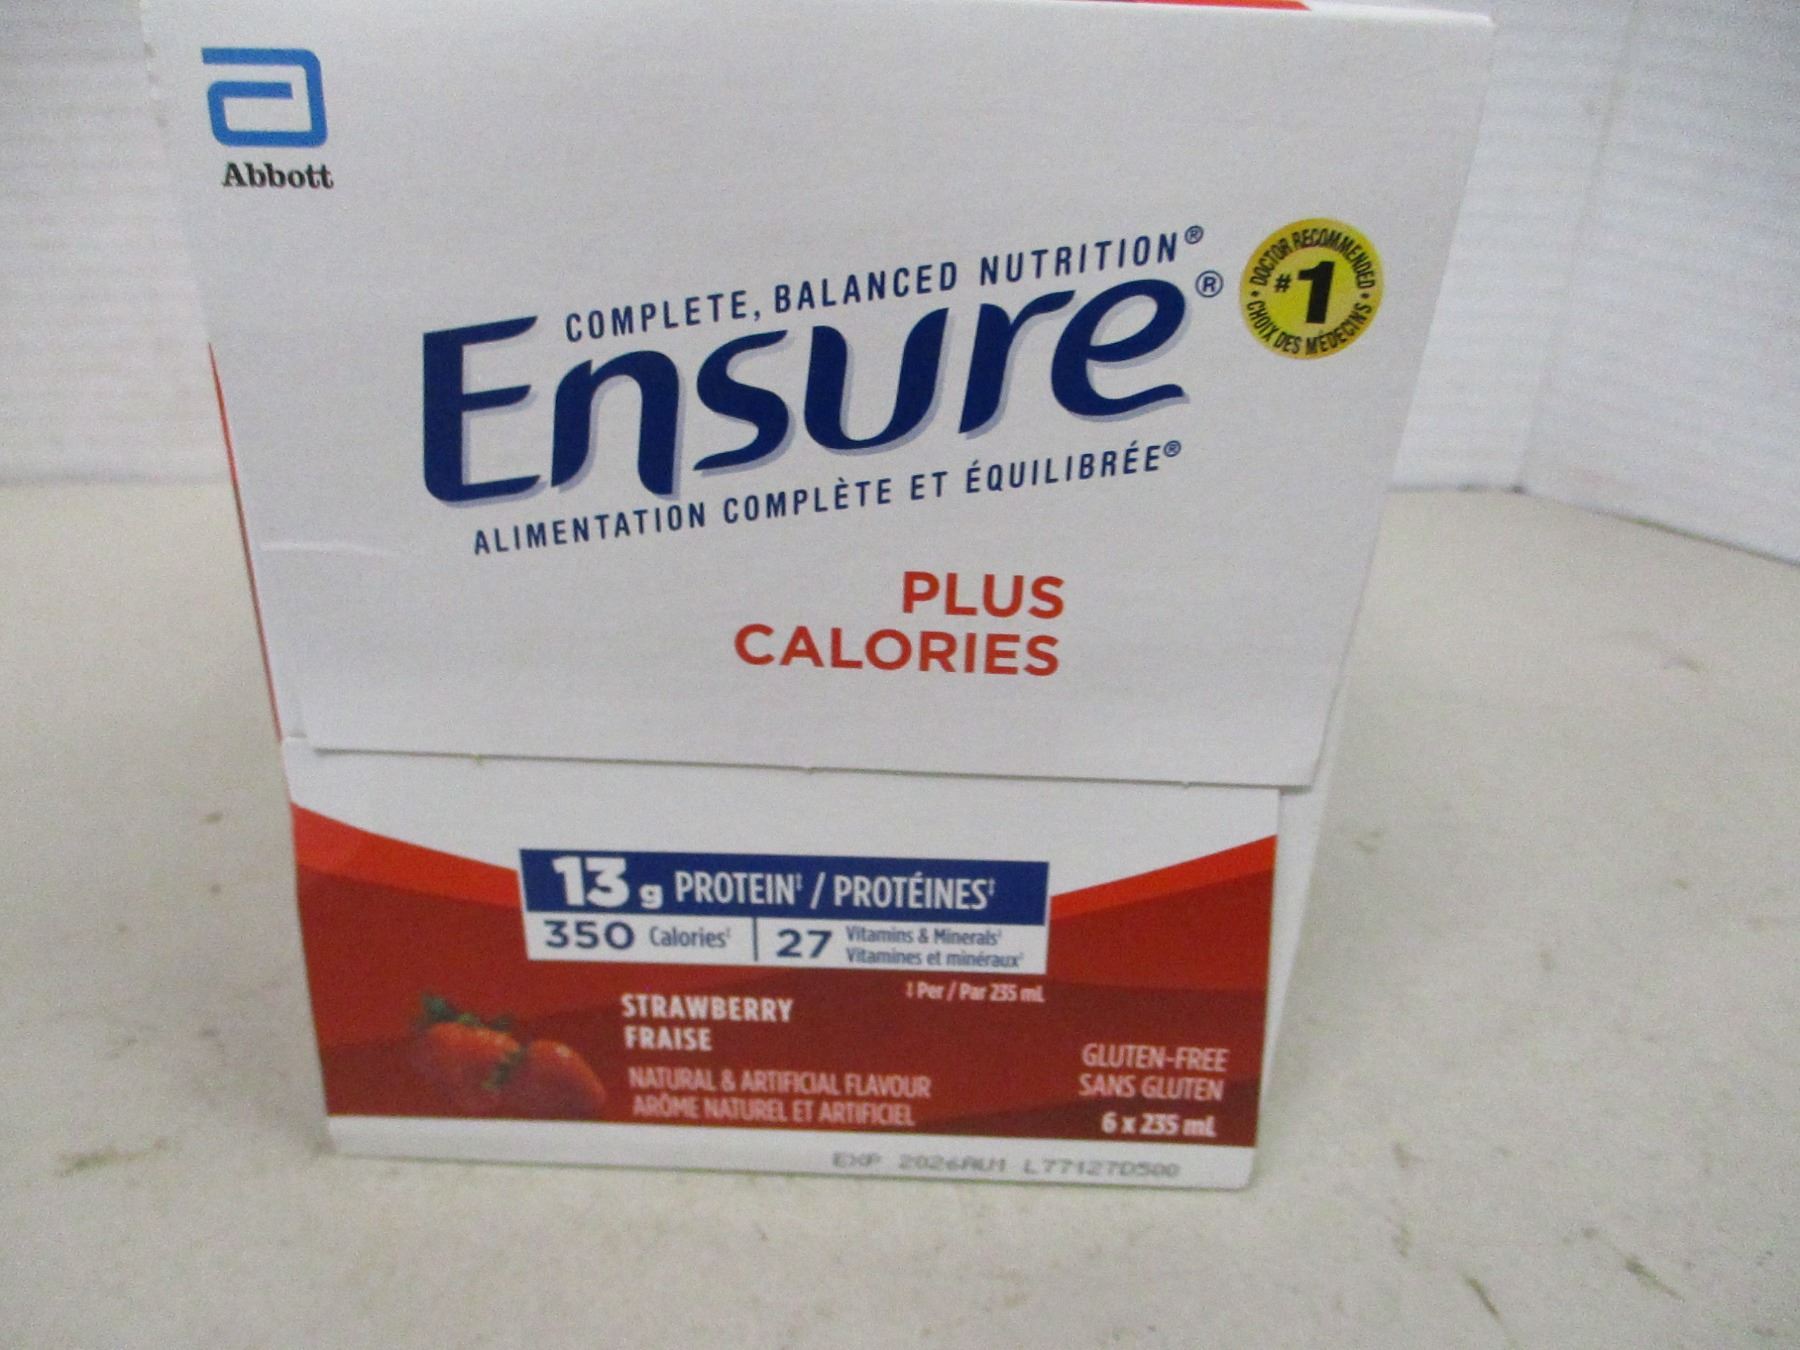 Abbott
COMPLETE, BALANCED NUTRITION®
Ensure®
DOCTOR RECOMMENDED
#1
CHOIX DES MÉDECINS
ALIMENTATION COMPLÈTE ET ÉQUILIBRÉE®
PLUS
CALORIES
13 g PROTEIN‡ / PROTÉINES‡
350 Calories‡
27 Vitamins & Minerals‡
Vitamines et minéraux‡
‡ Per / Par 235 mL
STRAWBERRY
FRAISE
NATURAL & ARTIFICIAL FLAVOUR
ARÔME NATUREL ET ARTIFICIEL
GLUTEN-FREE
SANS GLUTEN
6 x 235 mL
EXP 2026AU1 L77127D500